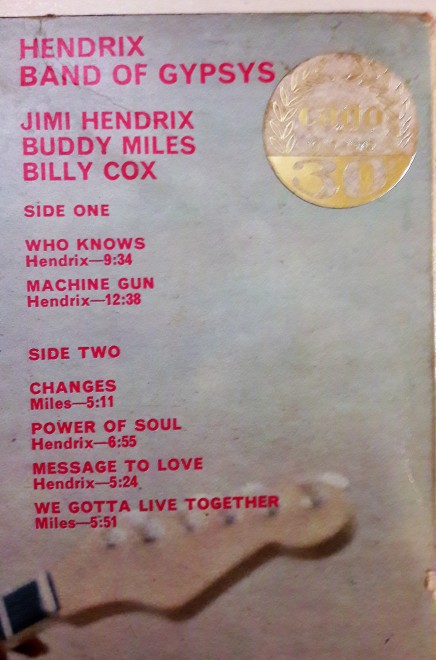 HENDRIX
BAND OF GYPSYS
JIMI HENDRIX
BUDDY MILES
BILLY COX
SIDE ONE
WHO KNOWS
Hendrix—9:34
MACHINE GUN
Hendrix—12:38
SIDE TWO
CHANGES
Miles—5:11
POWER OF SOUL
Hendrix—6:55
MESSAGE TO LOVE
Hendrix—5:24
WE GOTTA LIVE TOGETHER
Miles—5:51
30